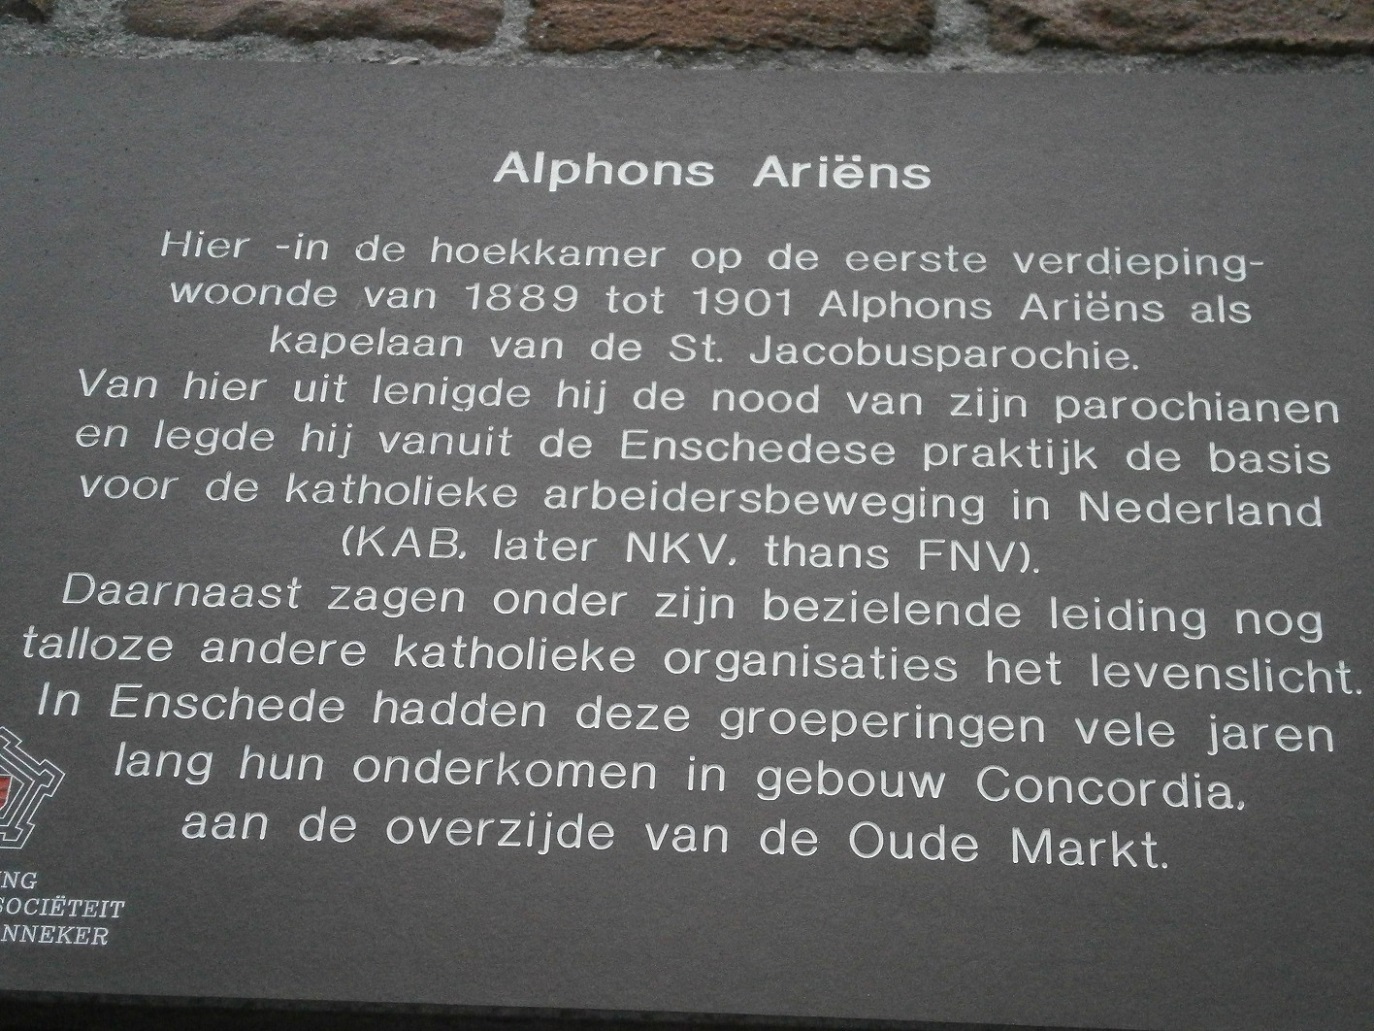 Alphons Ariëns
Hier -in de hoekkamer op de eerste verdieping-
woonde van 1889 tot 1901 Alphons Ariëns als
kapelaan van de St. Jacobusparochie.
Van hier uit lenigde hij de nood van zijn parochianen
en legde hij vanuit de Enschedese praktijk de basis
voor de katholieke arbeidersbeweging in Nederland
(KAB, later NKV, thans FNV).
Daarnaast zagen onder zijn bezielende leiding nog
talloze andere katholieke organisaties het levenslicht.
In Enschede hadden deze groeperingen vele jaren
lang hun onderkomen in gebouw Concordia,
aan de overzijde van de Oude Markt.
SOCIËTEIT